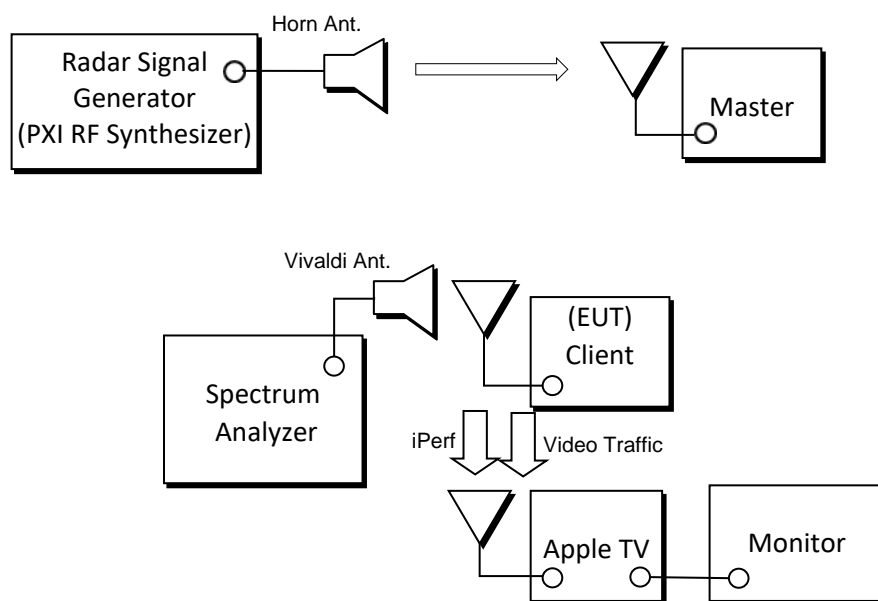 Horn Ant.
Radar Signal
Generator
(PXI RF Synthesizer)
Master
Vivaldi Ant.
(EUT)
Client
Spectrum
Analyzer
iPerf
Video Traffic
Apple TV
Monitor